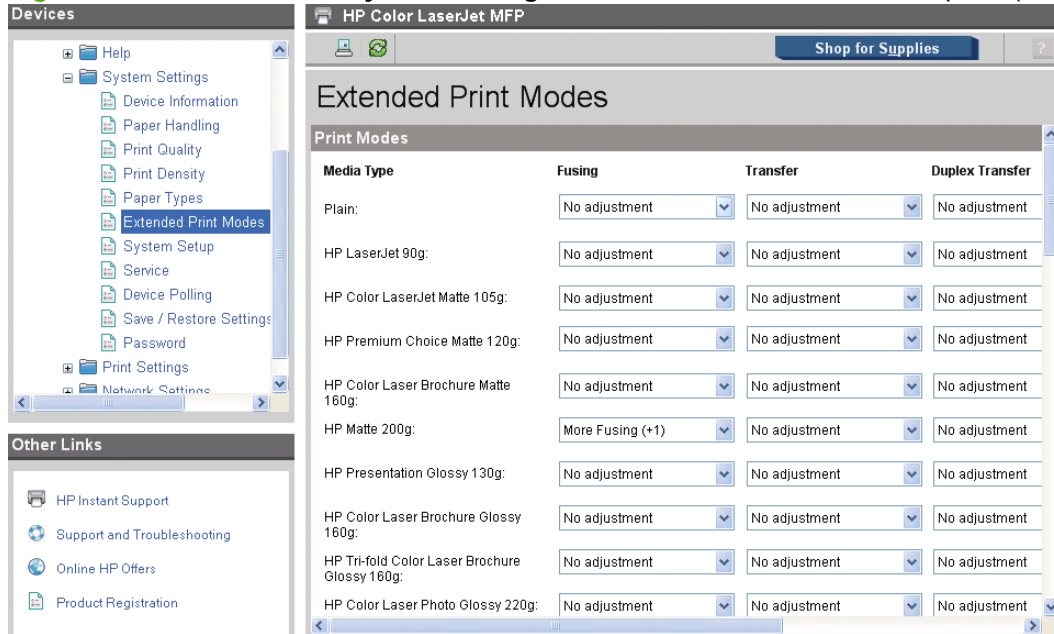 Devices
Help
System Settings
Device Information
Paper Handling
Print Quality
Print Density
Paper Types
Extended Print Modes
System Setup
Service
Device Polling
Save / Restore Settings
Password
Print Settings
Network Settings
Other Links
HP Instant Support
Support and Troubleshooting
Online HP Offers
Product Registration
HP Color LaserJet MFP
Shop for Supplies ?
Extended Print Modes
Print Modes
Media Type Fusing Transfer Duplex Transfer
Plain: No adjustment No adjustment No adjustment
HP LaserJet 90g: No adjustment No adjustment No adjustment
HP Color LaserJet Matte 105g: No adjustment No adjustment No adjustment
HP Premium Choice Matte 120g: No adjustment No adjustment No adjustment
HP Color Laser Brochure Matte
160g: No adjustment No adjustment No adjustment
HP Matte 200g: More Fusing (+1) No adjustment No adjustment
HP Presentation Glossy 130g: No adjustment No adjustment No adjustment
HP Color Laser Brochure Glossy
160g: No adjustment No adjustment No adjustment
HP Tri-fold Color Laser Brochure
Glossy 160g: No adjustment No adjustment No adjustment
HP Color Laser Photo Glossy 220g: No adjustment No adjustment No adjustment